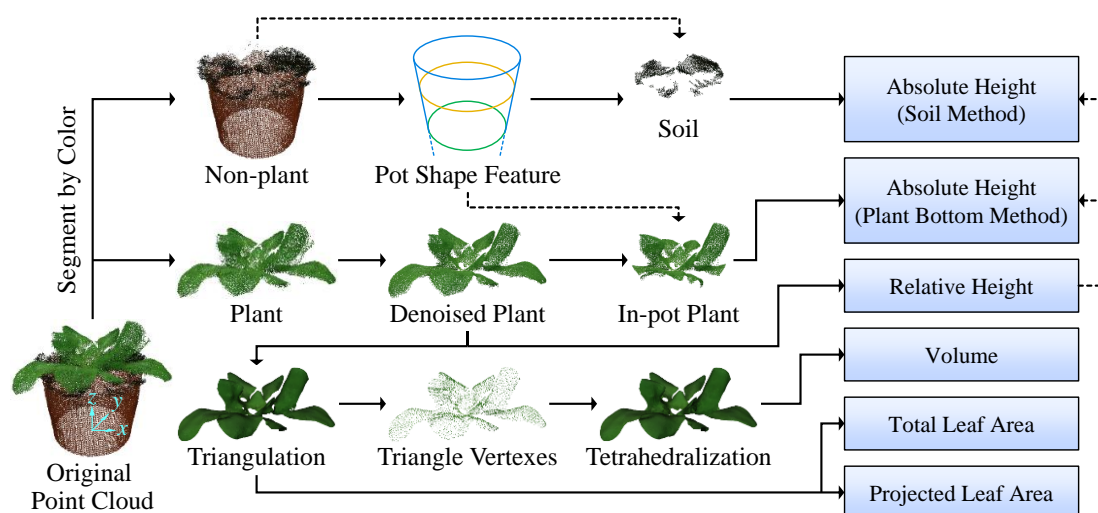 Segment by Color
Non-plant
Pot Shape Feature
Soil
Absolute Height
(Soil Method)
Absolute Height
(Plant Bottom Method)
Plant
Denoised Plant
In-pot Plant
Relative Height
Volume
z
y
x
Original
Point Cloud
Triangulation
Triangle Vertexes
Tetrahedralization
Total Leaf Area
Projected Leaf Area